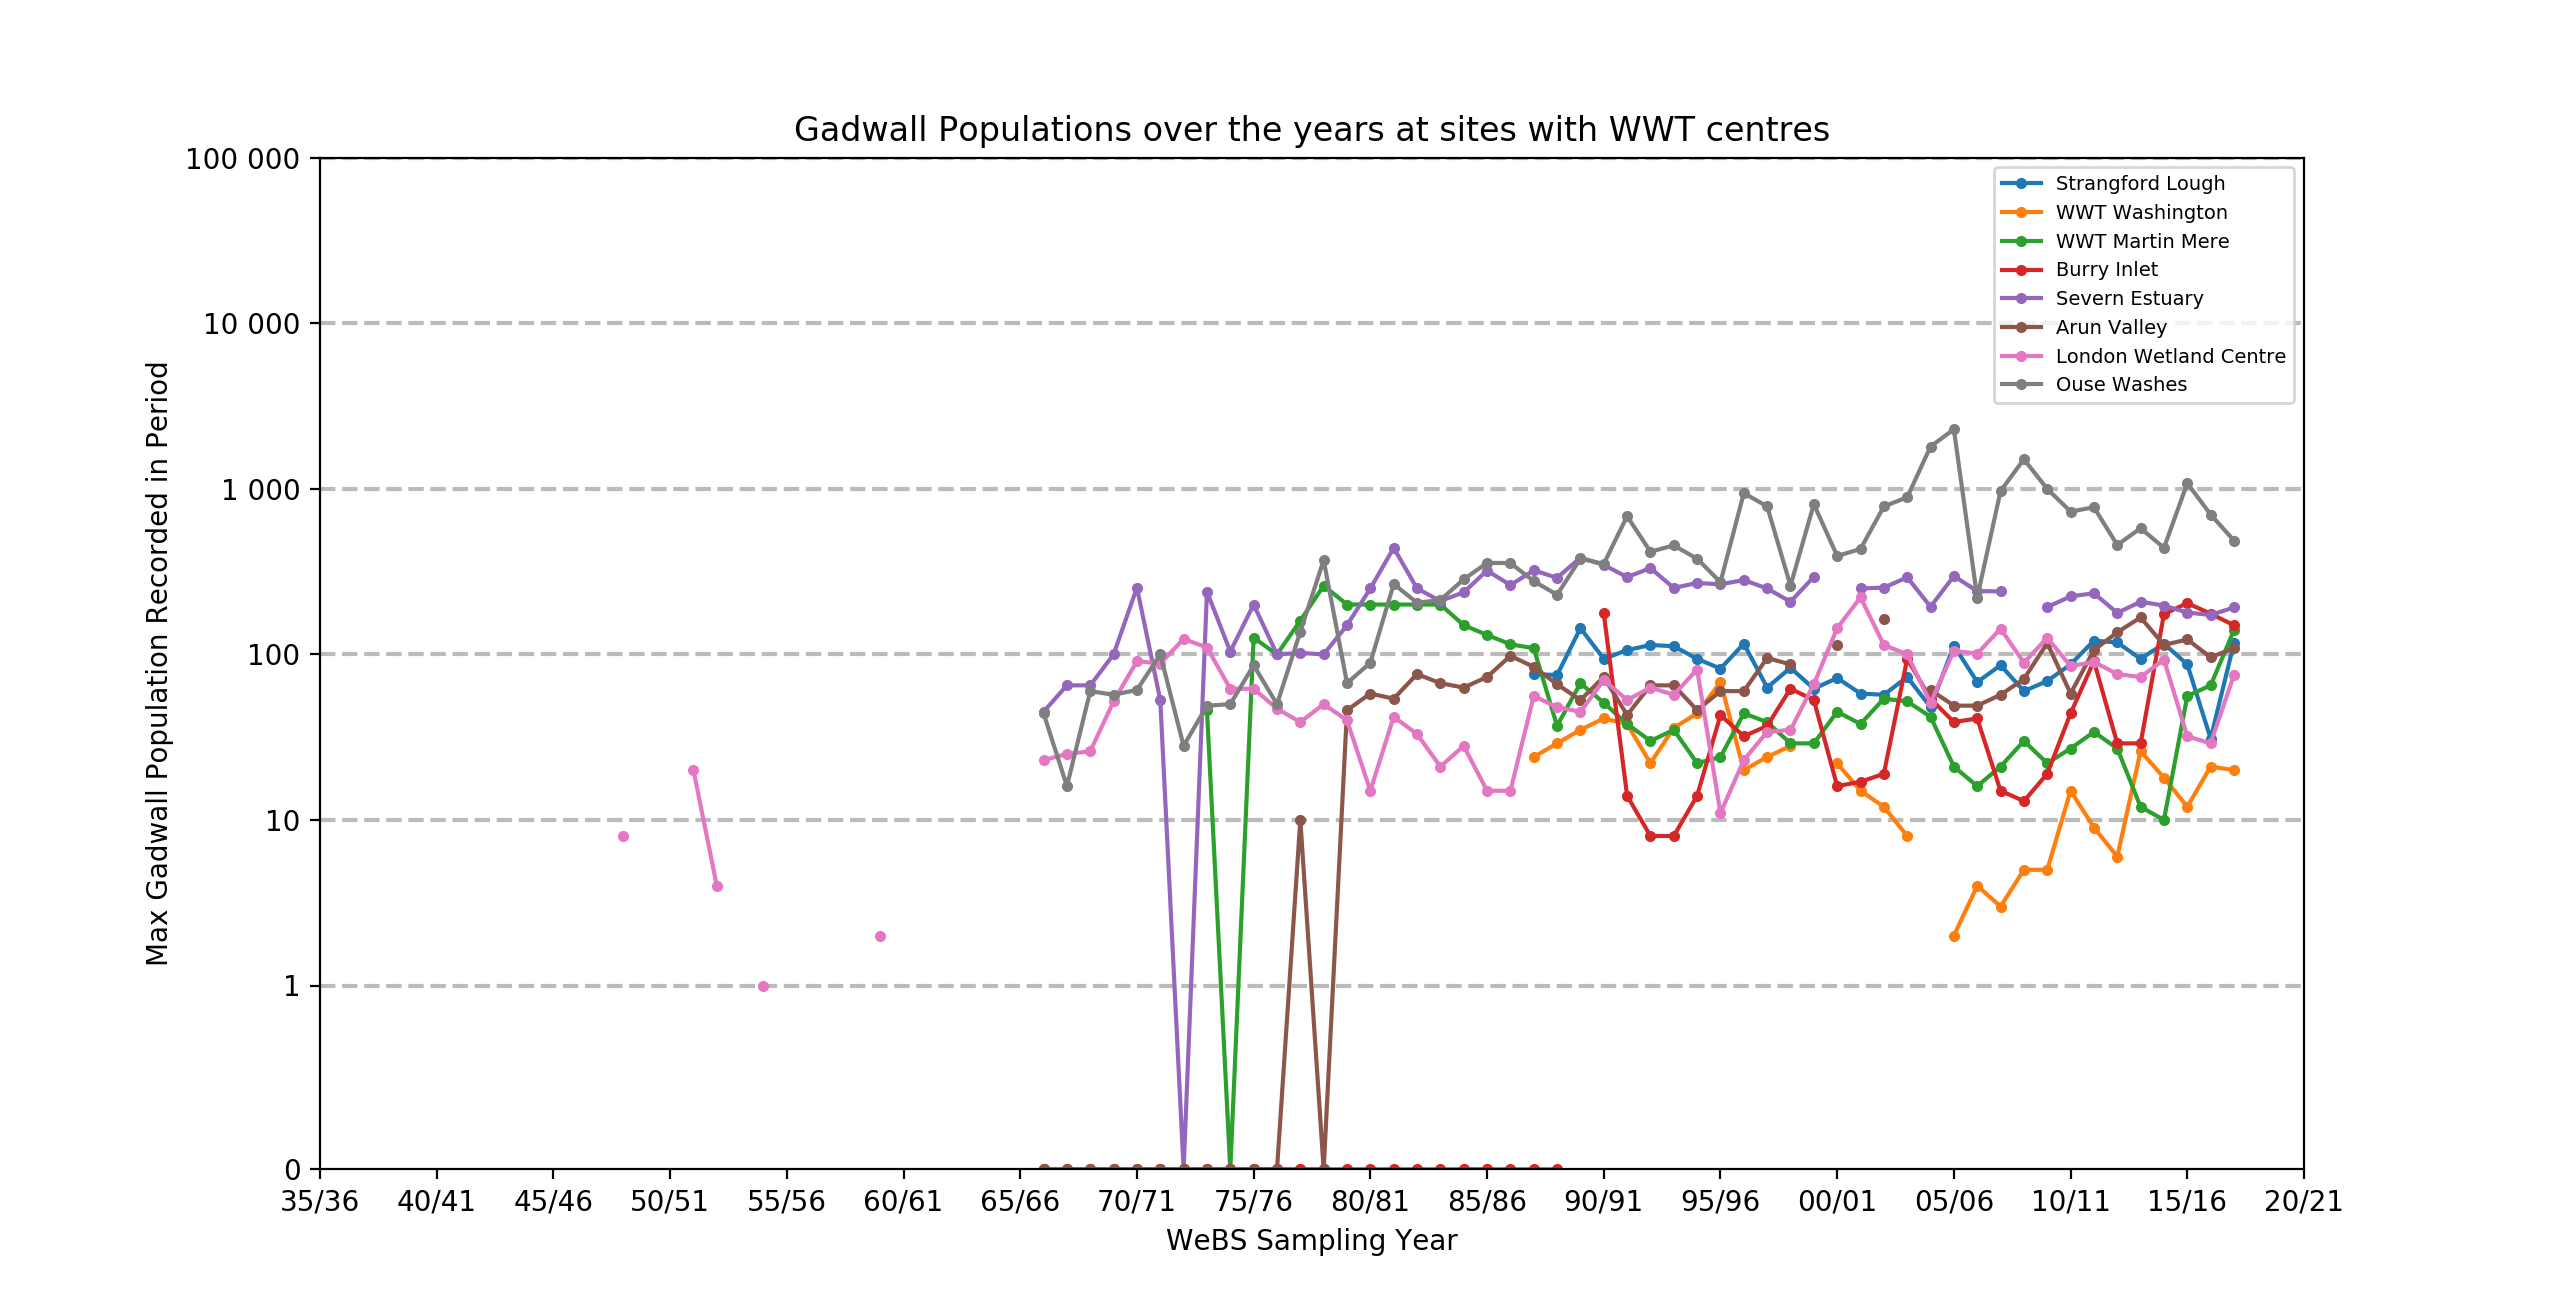 Gadwall Populations over the years at sites with WWT centres
100 000
10 000
1 000
100
10
1
0
Max Gadwall Population Recorded in Period
Strangford Lough
WWT Washington
WWT Martin Mere
Burry Inlet
Severn Estuary
Arun Valley
London Wetland Centre
Ouse Washes
35/36 40/41 45/46 50/51 55/56 60/61 65/66 70/71 75/76 80/81 85/86 90/91 95/96 00/01 05/06 10/11 15/16 20/21
WeBS Sampling Year